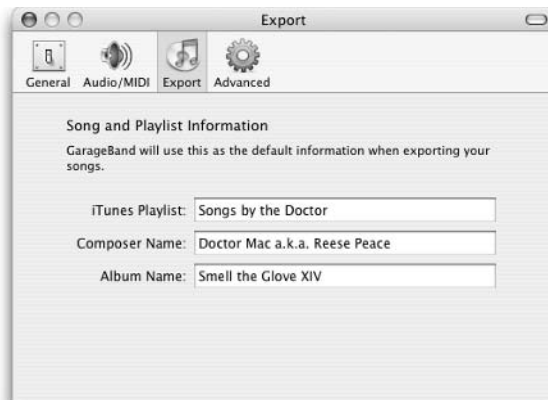 Export
General Audio/MIDI Export Advanced
Song and Playlist Information
GarageBand will use this as the default information when exporting your
songs.
iTunes Playlist: Songs by the Doctor
Composer Name: Doctor Mac a.k.a. Reese Peace
Album Name: Smell the Glove XIV